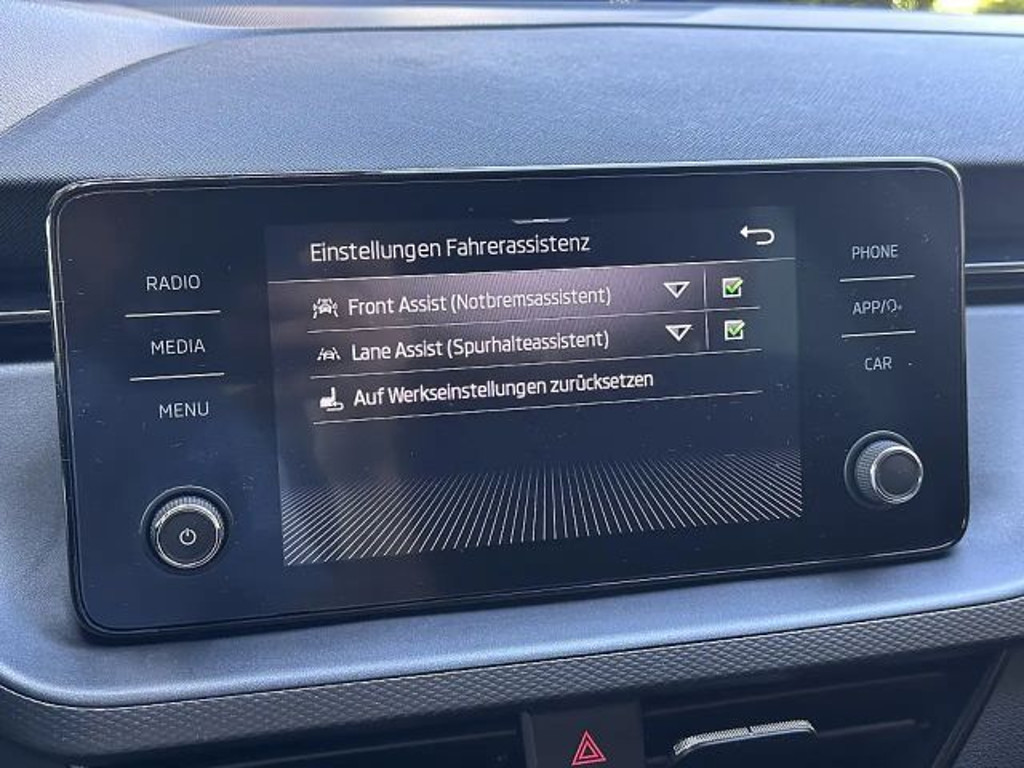 RADIO
MEDIA
MENU
Einstellungen Fahrerassistenz
Front Assist (Notbremsassistent)
Lane Assist (Spurhalteassistent)
Auf Werkseinstellungen zurücksetzen
PHONE
APP/
CAR